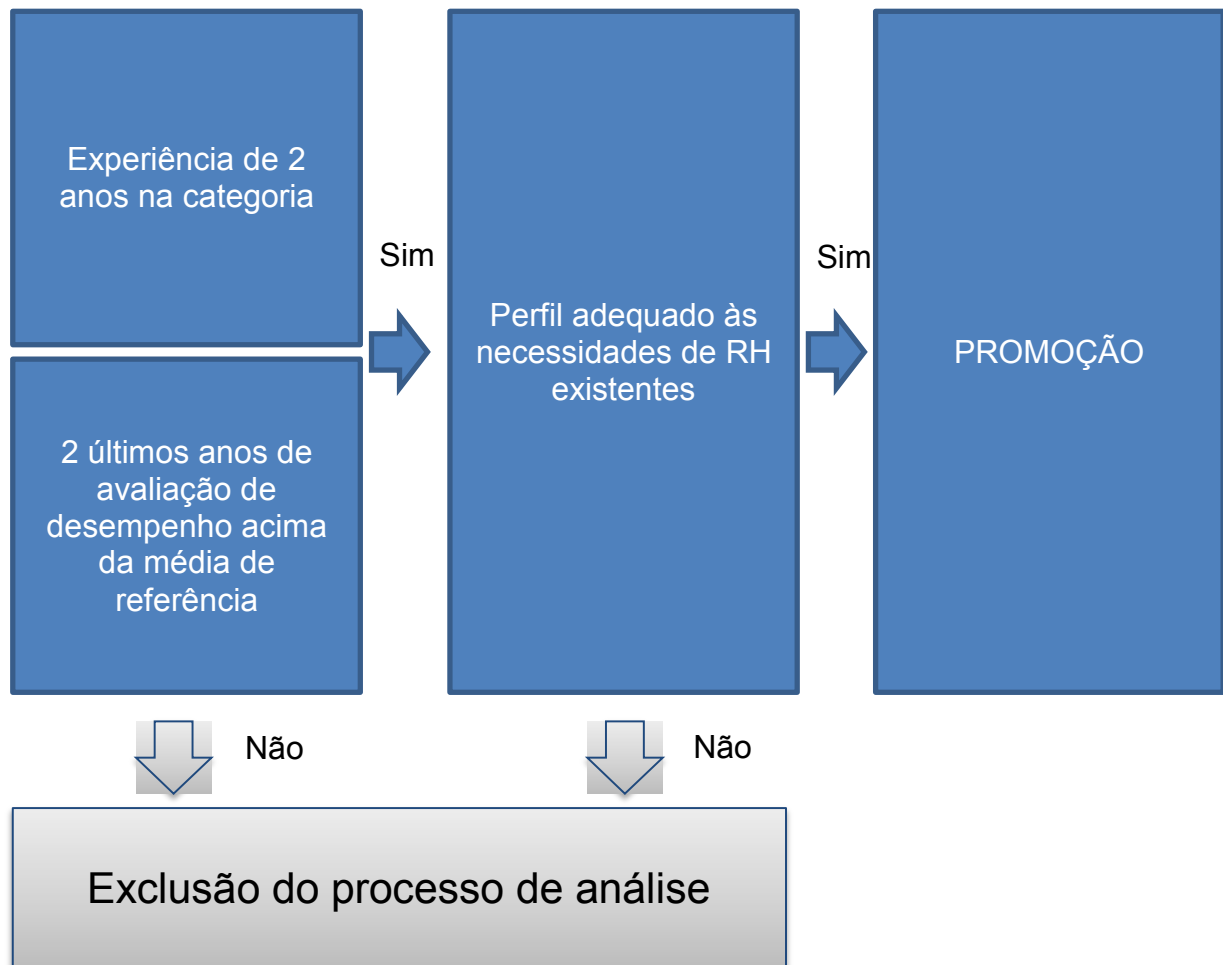 Experiência de 2
anos na categoria
2 últimos anos de
avaliação de
desempenho acima
da média de
referência
Sim
Perfil adequado às
necessidades de RH
existentes
Sim
PROMOÇÃO
Não
Não
Exclusão do processo de análise